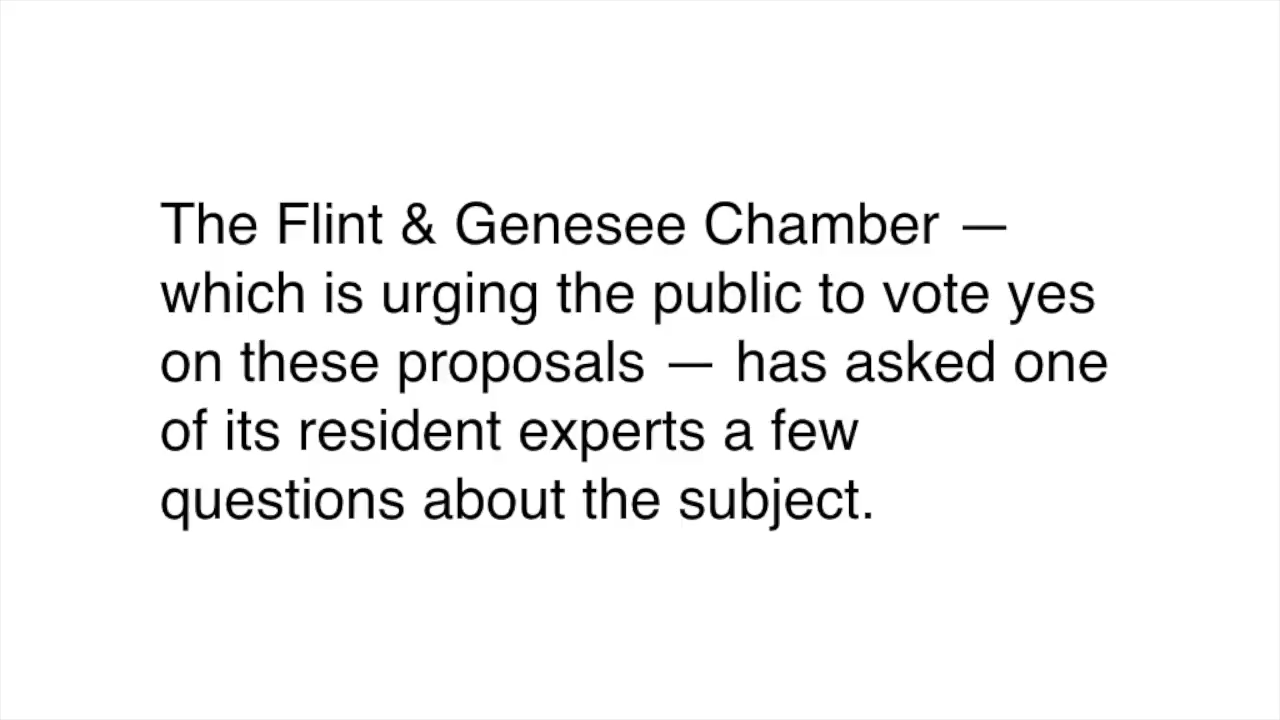 The Flint & Genesee Chamber —
which is urging the public to vote yes
on these proposals — has asked one
of its resident experts a few
questions about the subject.